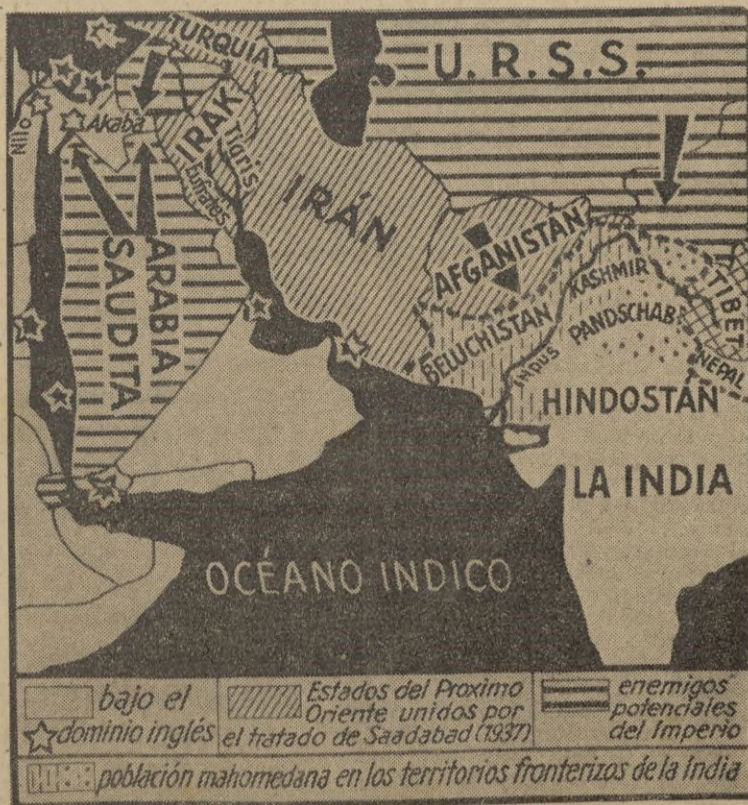 TURQUIA
U. R. S. S.
Nilo
Akaba
IRAK
Tigris
Eufrates
IRÁN
ARABIA
SAUDITA
AFGANISTÁN
BELUCHISTÁN
INDUS
KASHMIR
PANDSCHAB
TIBET
NEPAL
HINDOSTÁN
LA INDIA
OCÉANO INDICO
bajo el
dominio inglés
Estados del Proximo
Oriente unidos por
el tratado de Saadabad (1937)
enemigos
potenciales
del Imperio
población mahomedana en los territorios fronterizos de la India